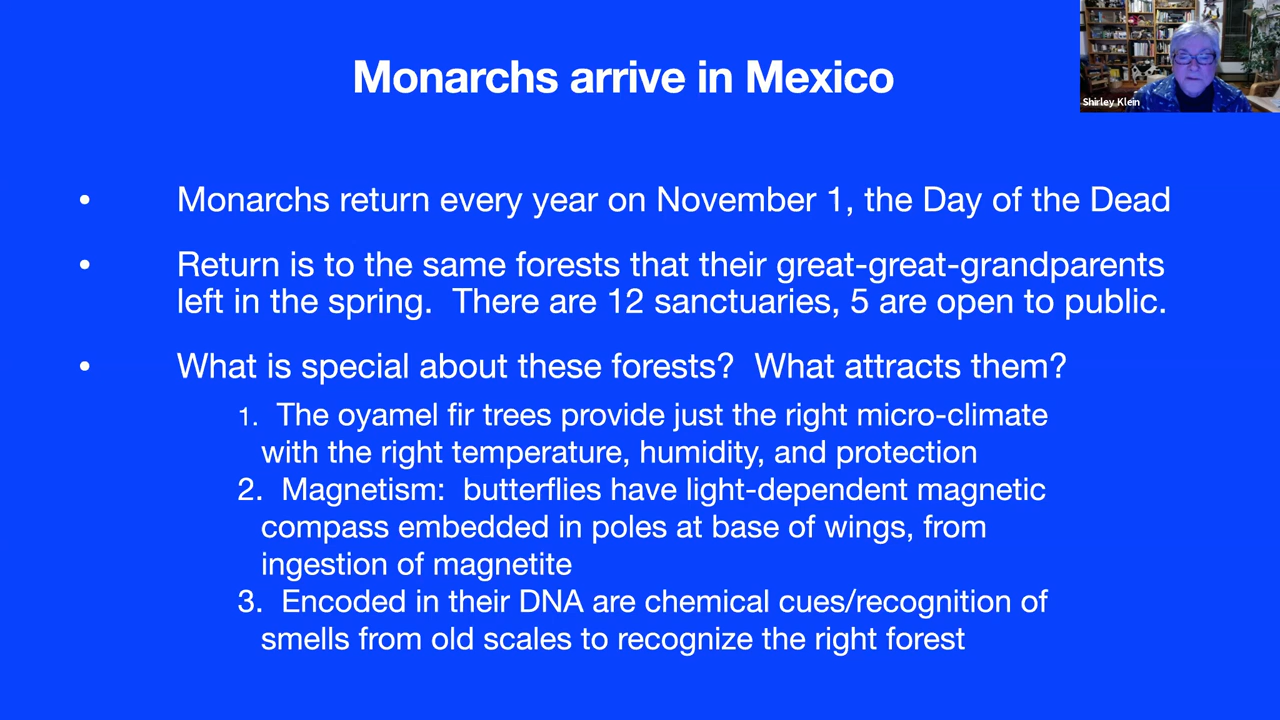 Monarchs arrive in Mexico
Shirley Klein
• Monarchs return every year on November 1, the Day of the Dead
• Return is to the same forests that their great-great-grandparents
left in the spring.  There are 12 sanctuaries, 5 are open to public.
• What is special about these forests?  What attracts them?
1.  The oyamel fir trees provide just the right micro-climate
with the right temperature, humidity, and protection
2.  Magnetism:  butterflies have light-dependent magnetic
compass embedded in poles at base of wings, from
ingestion of magnetite
3.  Encoded in their DNA are chemical cues/recognition of
smells from old scales to recognize the right forest